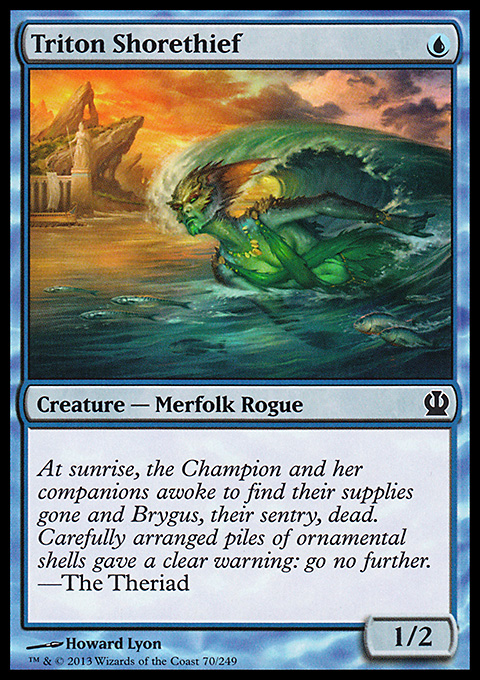 Triton Shorethief
Creature — Merfolk Rogue
At sunrise, the Champion and her
companions awoke to find their supplies
gone and Brygus, their sentry, dead.
Carefully arranged piles of ornamental
shells gave a clear warning: go no further.
—The Theriad
1/2
Howard Lyon
™ & © 2013 Wizards of the Coast 70/249